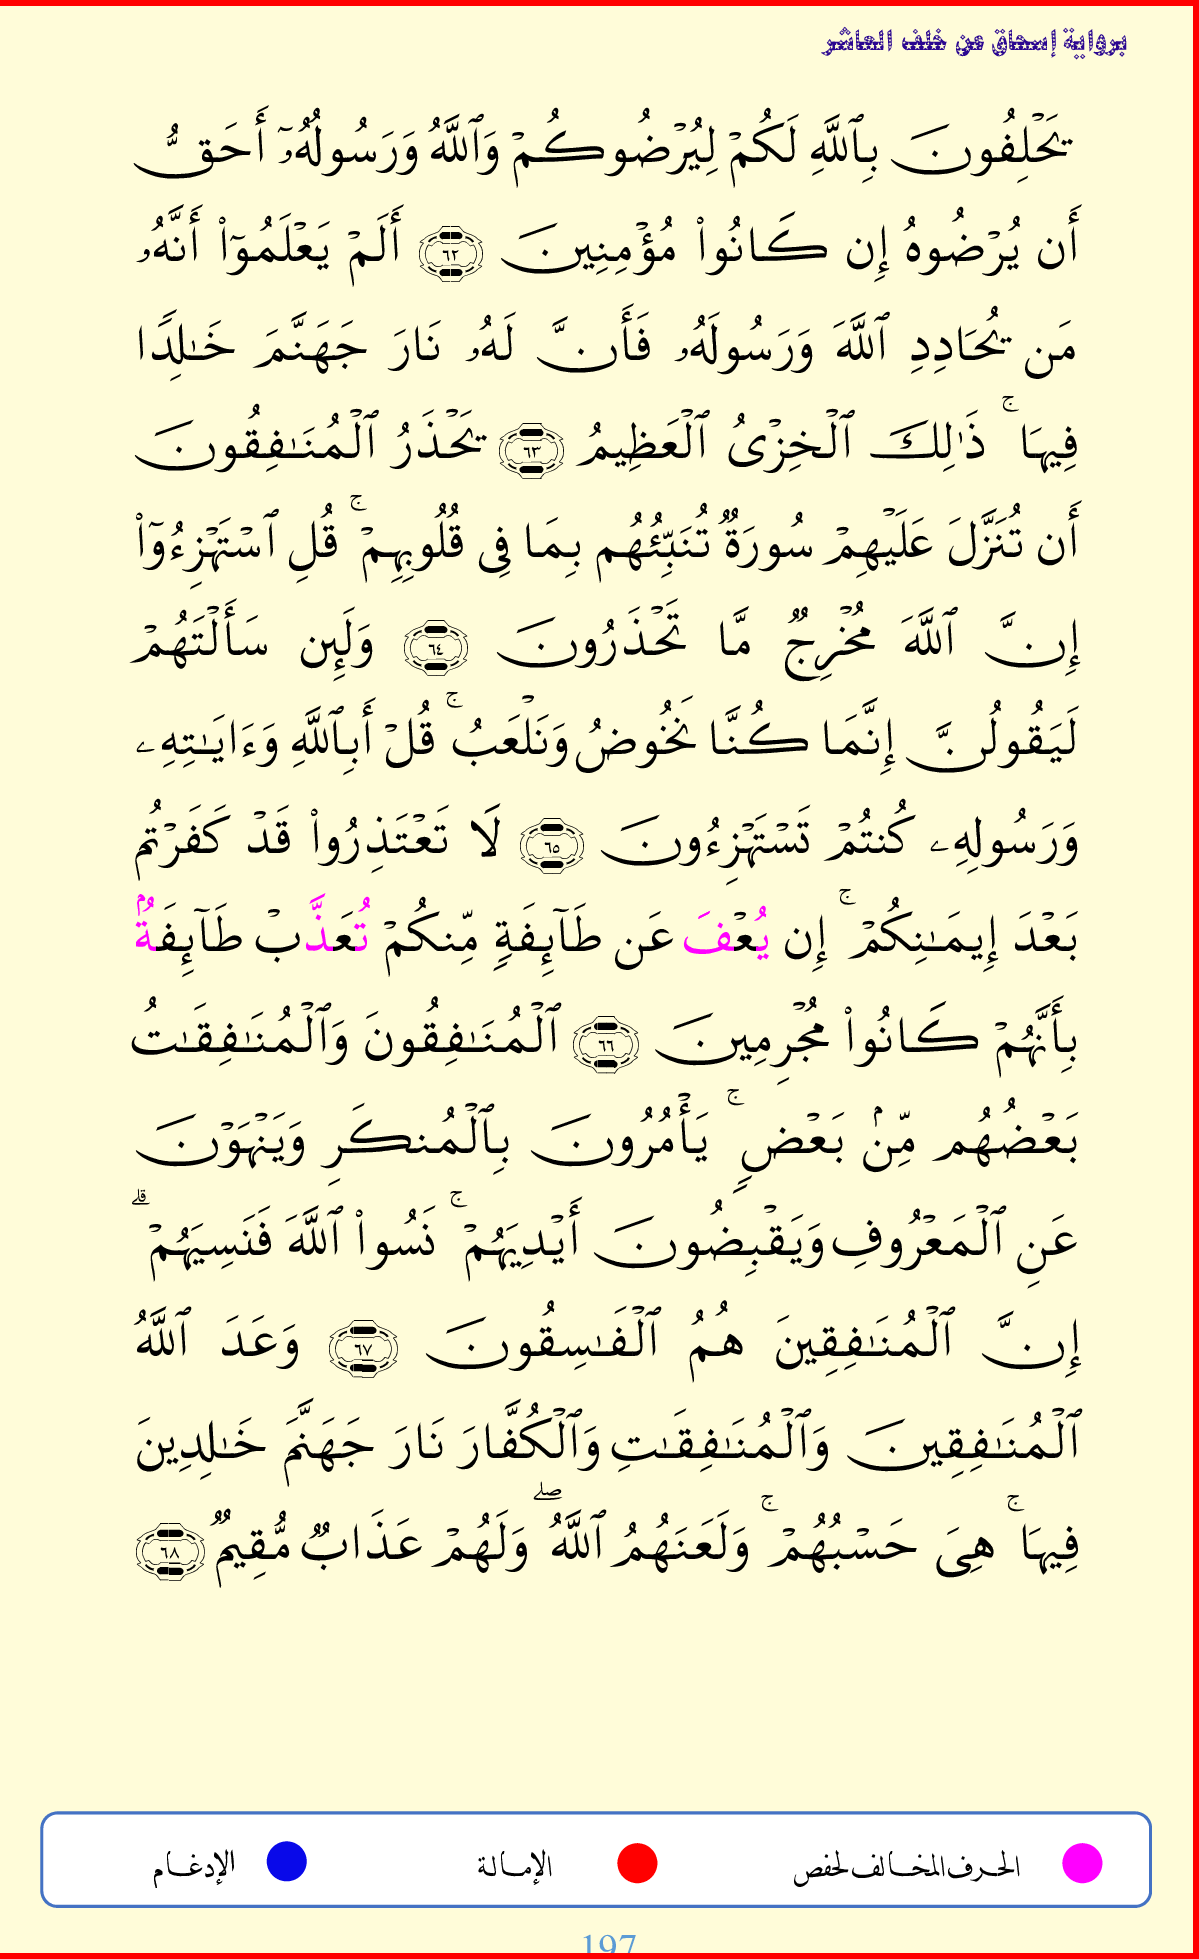 برواية إسحاق عن خلف العاشر
يَحۡلِفُونَ بِٱللَّهِ لَكُمۡ لِيُرۡضُوكُمۡ وَٱللَّهُ وَرَسُولُهُۥٓ أَحَقُّ
أَن يُرۡضُوهُ إِن كَانُواْ مُؤۡمِنِينَ ٦٢ أَلَمۡ يَعۡلَمُوٓاْ أَنَّهُۥ
مَن يُحَادِدِ ٱللَّهَ وَرَسُولَهُۥ فَأَنَّ لَهُۥ نَارَ جَهَنَّمَ خَٰلِدٗا
فِيهَاۚ ذَٰلِكَ ٱلۡخِزۡيُ ٱلۡعَظِيمُ ٦٣ يَحۡذَرُ ٱلۡمُنَٰفِقُونَ
أَن تُنَزَّلَ عَلَيۡهِمۡ سُورَةٞ تُنَبِّئُهُم بِمَا فِي قُلُوبِهِمۡۚ قُلِ ٱسۡتَهۡزِءُوٓاْ
إِنَّ ٱللَّهَ مُخۡرِجٞ مَّا تَحۡذَرُونَ ٦٤ وَلَئِن سَأَلۡتَهُمۡ
لَيَقُولُنَّ إِنَّمَا كُنَّا نَخُوضُ وَنَلۡعَبُۚ قُلۡ أَبِٱللَّهِ وَءَايَٰتِهِۦ
وَرَسُولِهِۦ كُنتُمۡ تَسۡتَهۡزِءُونَ ٦٥ لَا تَعۡتَذِرُواْ قَدۡ كَفَرۡتُم
بَعۡدَ إِيمَٰنِكُمۡۚ إِن يُعۡفَ عَن طَآئِفَةٖ مِّنكُمۡ تُعَذَّبۡ طَآئِفَةُۢ
بِأَنَّهُمۡ كَانُواْ مُجۡرِمِينَ ٦٦ ٱلۡمُنَٰفِقُونَ وَٱلۡمُنَٰفِقَٰتُ
بَعۡضُهُم مِّنۢ بَعۡضٖۚ يَأۡمُرُونَ بِٱلۡمُنكَرِ وَيَنۡهَوۡنَ
عَنِ ٱلۡمَعۡرُوفِ وَيَقۡبِضُونَ أَيۡدِيَهُمۡۚ نَسُواْ ٱللَّهَ فَنَسِيَهُمۡۗ
إِنَّ ٱلۡمُنَٰفِقِينَ هُمُ ٱلۡفَٰسِقُونَ ٦٧ وَعَدَ ٱللَّهُ
ٱلۡمُنَٰفِقِينَ وَٱلۡمُنَٰفِقَٰتِ وَٱلۡكُفَّارَ نَارَ جَهَنَّمَ خَٰلِدِينَ
فِيهَاۚ هِيَ حَسۡبُهُمۡۚ وَلَعَنَهُمُ ٱللَّهُۖ وَلَهُمۡ عَذَابٞ مُّقِيمٞ ٦٨
الحرف المخالف لحفص الإمالة الإدغام
197